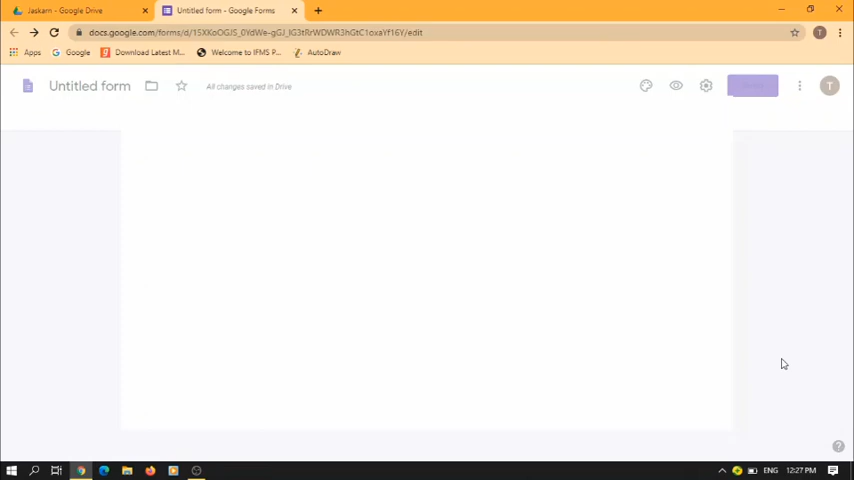 Jaskarn - Google Drive
Untitled form - Google Forms
docs.google.com/forms/d/15XKoOGJS_0YdWe-gGJ_lG3tRrWDWR3hGtC1oxaYf16Y/edit
T
Apps
Google
Download Latest M...
Welcome to IFMS P...
AutoDraw
Untitled form
All changes saved in Drive
T
ENG
12:27 PM